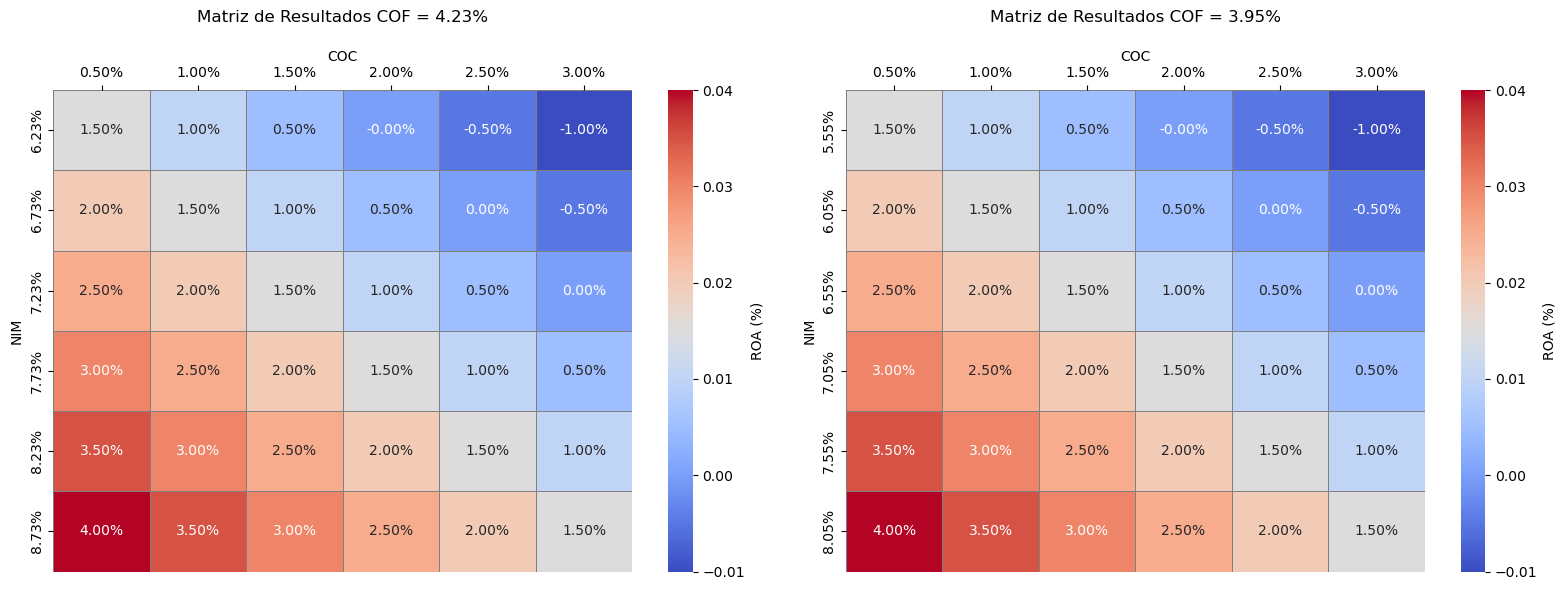 Matriz de Resultados COF = 4.23%
COC
0.50% 1.00% 1.50% 2.00% 2.50% 3.00%
NIM
6.23% 1.50% 1.00% 0.50% -0.00% -0.50% -1.00%
6.73% 2.00% 1.50% 1.00% 0.50% 0.00% -0.50%
7.23% 2.50% 2.00% 1.50% 1.00% 0.50% 0.00%
7.73% 3.00% 2.50% 2.00% 1.50% 1.00% 0.50%
8.23% 3.50% 3.00% 2.50% 2.00% 1.50% 1.00%
8.73% 4.00% 3.50% 3.00% 2.50% 2.00% 1.50%
0.04
0.03
0.02
0.01
0.00
−0.01
ROA (%)
Matriz de Resultados COF = 3.95%
COC
0.50% 1.00% 1.50% 2.00% 2.50% 3.00%
NIM
5.55% 1.50% 1.00% 0.50% -0.00% -0.50% -1.00%
6.05% 2.00% 1.50% 1.00% 0.50% 0.00% -0.50%
6.55% 2.50% 2.00% 1.50% 1.00% 0.50% 0.00%
7.05% 3.00% 2.50% 2.00% 1.50% 1.00% 0.50%
7.55% 3.50% 3.00% 2.50% 2.00% 1.50% 1.00%
8.05% 4.00% 3.50% 3.00% 2.50% 2.00% 1.50%
0.04
0.03
0.02
0.01
0.00
−0.01
ROA (%)